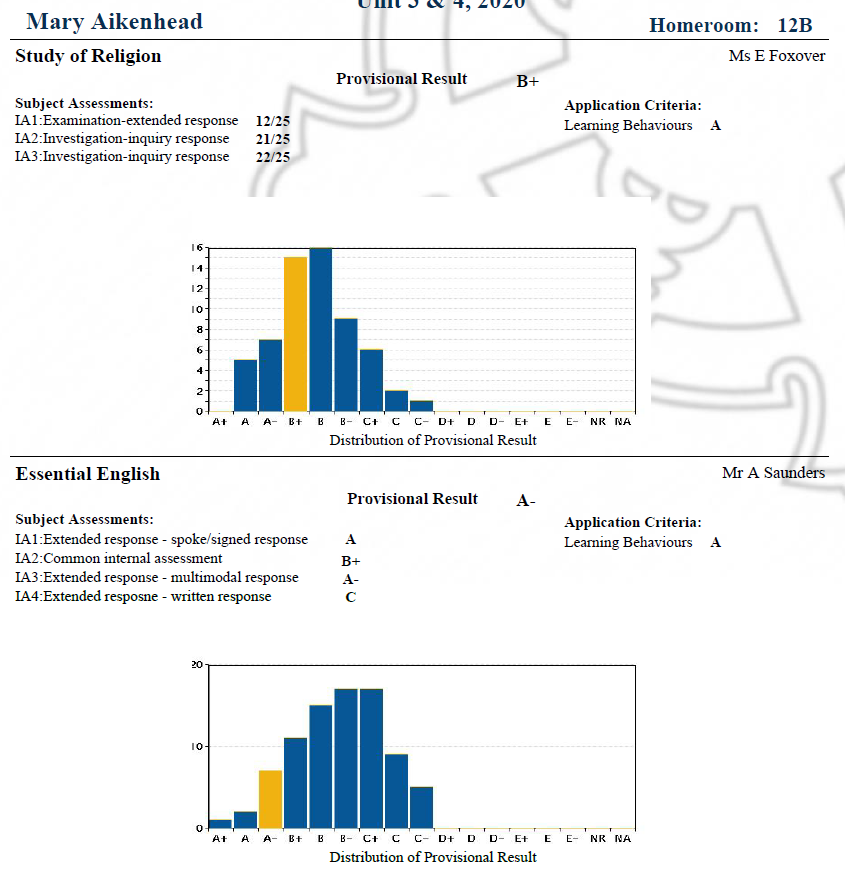 Unit 3 & 4, 2020
Mary Aikenhead
Homeroom: 12B
Study of Religion
Ms E Foxover
Provisional Result B+
Subject Assessments:
Application Criteria:
IA1:Examination-extended response 12/25
Learning Behaviours A
IA2:Investigation-inquiry response 21/25
IA3:Investigation-inquiry response 22/25
16
14
12
10
8
6
4
2
0
A+ A A- B+ B B- C+ C C- D+ D D- E+ E E- NR NA
Distribution of Provisional Result
Essential English
Mr A Saunders
Provisional Result A-
Subject Assessments:
Application Criteria:
IA1:Extended response - spoke/signed response A
Learning Behaviours A
IA2:Common internal assessment B+
IA3:Extended response - multimodal response A-
IA4:Extended resposne - written response C
20
10
0
A+ A A- B+ B B- C+ C C- D+ D D- E+ E E- NR NA
Distribution of Provisional Result